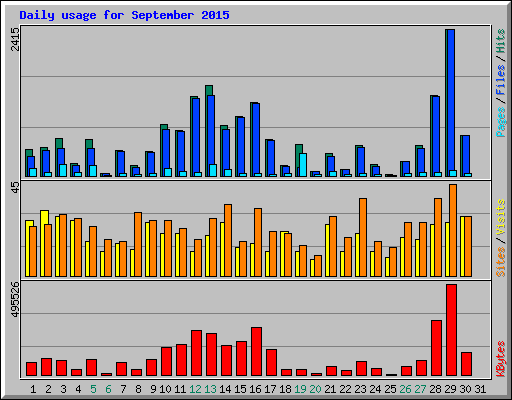 Daily usage for September 2015
2415
Pages / Files / Hits
45
Sites / Visits
495526
KBytes
1 2 3 4 5 6 7 8 9 10 11 12 13 14 15 16 17 18 19 20 21 22 23 24 25 26 27 28 29 30 31